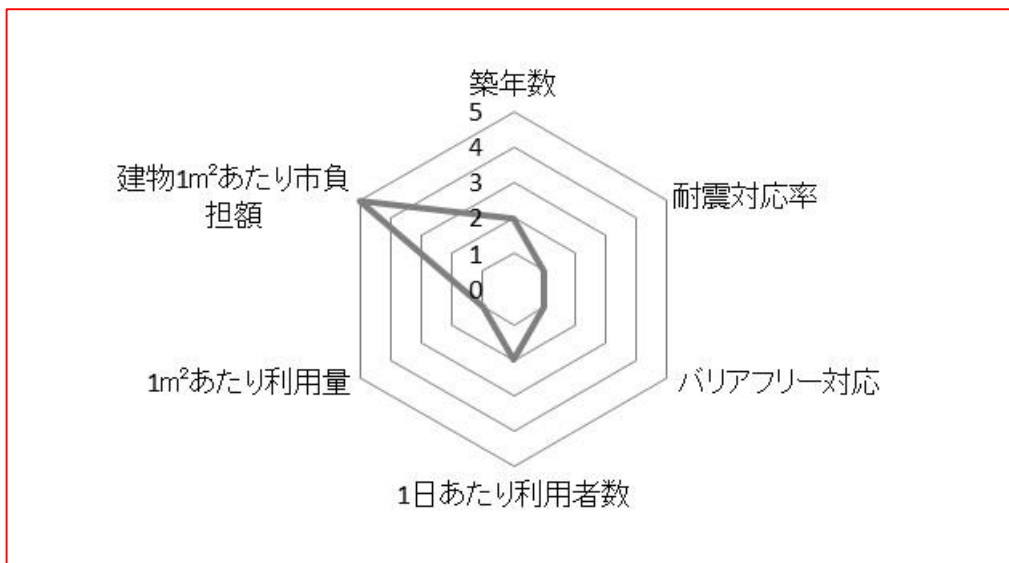 築年数
5
4
3
2
1
0
耐震対応率
バリアフリー対応
1日あたり利用者数
1m²あたり利用量
建物1m²あたり市負
担額